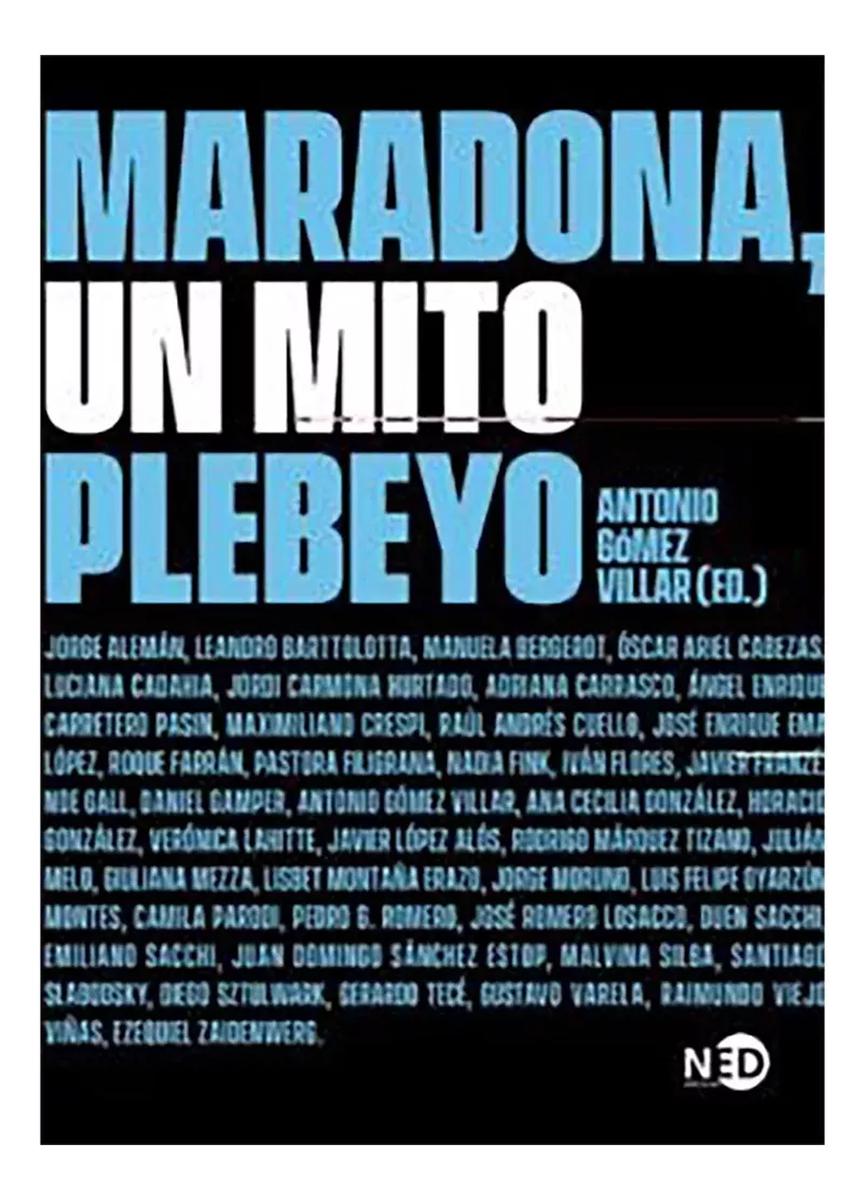 MARADONA,
UN MITO
PLEBEYO
ANTONIO
GÓMEZ
VILLAR (ED.)
JORGE ALEMÁN, LEANDRO BARTTOLOTTA, MANUELA BERGEROT, ÓSCAR ARIEL CABEZAS,
LUCIANA CADAHIA, JORDI CARMONA HURTADO, ADRIANA CARRASCO, ÁNGEL ENRIQUE
CARRETERO PASIN, MAXIMILIANO CRESPI, RAÚL ANDRÉS CUELLO, JOSÉ ENRIQUE EMA
LÓPEZ, ROQUE FARRÁN, PASTORA FILIGRANA, NADIA FINK, IVÁN FLORES, JAVIER FRANZÉ,
NOE GALL, DANIEL GAMPER, ANTONIO GÓMEZ VILLAR, ANA CECILIA GONZÁLEZ, HORACIO
GONZÁLEZ, VERÓNICA LAHITTE, JAVIER LÓPEZ ALÓS, RODRIGO MÁRQUEZ TIZANO, JULIÁN
MELO, GIULIANA MEZZA, LISBET MONTAÑA ERAZO, JORGE MORUNO, LUIS FELIPE OYARZÚN
MONTES, CAMILA PARODI, PEDRO G. ROMERO, JOSÉ ROMERO LOSACCO, DUEN SACCHI,
EMILIANO SACCHI, JUAN DOMINGO SÁNCHEZ ESTOP, MALVINA SILBA, SANTIAGO
SLABODSKY, DIEGO SZTULWARK, GERARDO TECÉ, GUSTAVO VARELA, RAIMUNDO VIEJO
VIÑAS, EZEQUIEL ZAIDENWERG.
NED